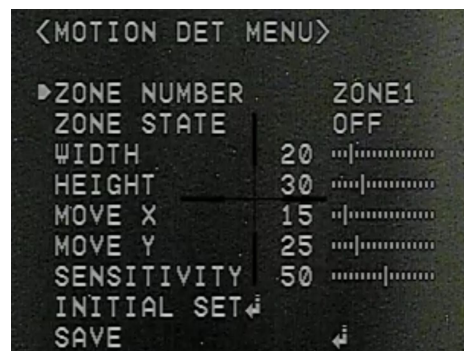 <MOTION DET MENU>
ZONE NUMBER ZONE1
ZONE STATE OFF
WIDTH 20
HEIGHT 30
MOVE X 15
MOVE Y 25
SENSITIVITY 50
INITIAL SET
SAVE